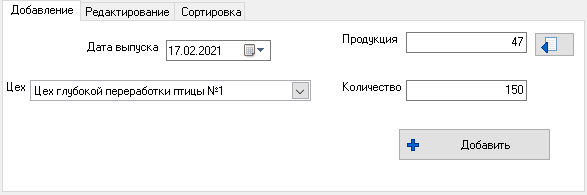 Добавление Редактирование Сортировка
Дата выпуска 17.02.2021 Продукция 47
Цех Цех глубокой переработки птицы №1 Количество 150
Добавить